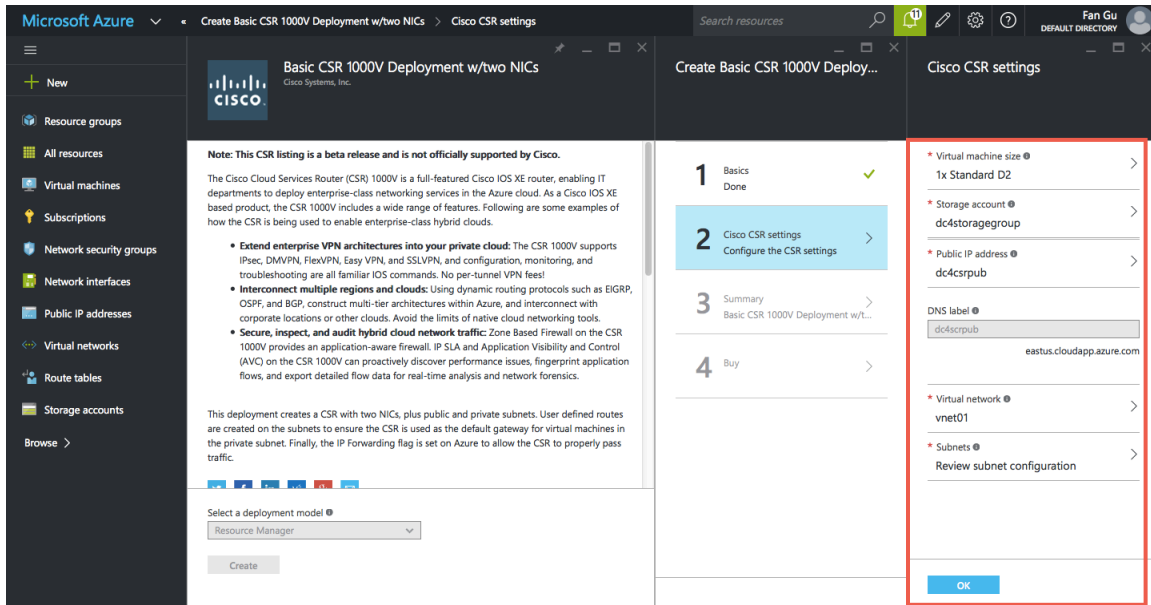 Microsoft Azure
« Create Basic CSR 1000V Deployment w/two NICs > Cisco CSR settings
Search resources
11
Fan Gu
DEFAULT DIRECTORY
New
Resource groups
All resources
Virtual machines
Subscriptions
Network security groups
Network interfaces
Public IP addresses
Virtual networks
Route tables
Storage accounts
Browse >
CISCO
Basic CSR 1000V Deployment w/two NICs
Cisco Systems, Inc.
Note: This CSR listing is a beta release and is not officially supported by Cisco.
The Cisco Cloud Services Router (CSR) 1000V is a full-featured Cisco IOS XE router, enabling IT
departments to deploy enterprise-class networking services in the Azure cloud. As a Cisco IOS XE
based product, the CSR 1000V includes a wide range of features. Following are some examples of
how the CSR is being used to enable enterprise-class hybrid clouds.
• Extend enterprise VPN architectures into your private cloud: The CSR 1000V supports
IPsec, DMVPN, FlexVPN, Easy VPN, and SSLVPN, and configuration, monitoring, and
troubleshooting are all familiar IOS commands. No per-tunnel VPN fees!
• Interconnect multiple regions and clouds: Using dynamic routing protocols such as EIGRP,
OSPF, and BGP, construct multi-tier architectures within Azure, and interconnect with
corporate locations or other clouds. Avoid the limits of native cloud networking tools.
• Secure, inspect, and audit hybrid cloud network traffic: Zone Based Firewall on the CSR
1000V provides an application-aware firewall. IP SLA and Application Visibility and Control
(AVC) on the CSR 1000V can proactively discover performance issues, fingerprint application
flows, and export detailed flow data for real-time analysis and network forensics.
This deployment creates a CSR with two NICs, plus public and private subnets. User defined routes
are created on the subnets to ensure the CSR is used as the default gateway for virtual machines in
the private subnet. Finally, the IP Forwarding flag is set on Azure to allow the CSR to properly pass
traffic.
Select a deployment model
Resource Manager
Create
Create Basic CSR 1000V Deploy...
1
Basics
Done
2
Cisco CSR settings
Configure the CSR settings
3
Summary
Basic CSR 1000V Deployment w/t...
4
Buy
Cisco CSR settings
* Virtual machine size
1x Standard D2
* Storage account
dc4storagegroup
* Public IP address
dc4csrpub
DNS label
dc4scrpub
eastus.cloudapp.azure.com
* Virtual network
vnet01
* Subnets
Review subnet configuration
OK